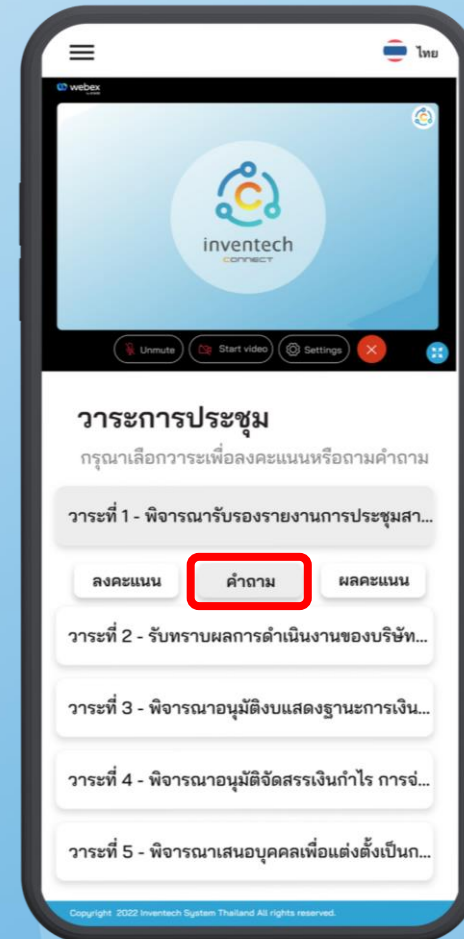 ไทย
webex
inventech
CONNECT
Unmute
Start video
Settings
วาระการประชุม
กรุณาเลือกวาระเพื่อลงคะแนนหรือถามคำถาม
วาระที่ 1 - พิจารณารับรองรายงานการประชุมสา...
ลงคะแนน
คำถาม
ผลคะแนน
วาระที่ 2 - รับทราบผลการดำเนินงานของบริษัท...
วาระที่ 3 - พิจารณาอนุมัติงบแสดงฐานะการเงิน...
วาระที่ 4 - พิจารณาอนุมัติจัดสรรเงินกำไร การจ่...
วาระที่ 5 - พิจารณาเสนอบุคคลเพื่อแต่งตั้งเป็นก...
Copyright 2022 Inventech System Thailand All rights reserved.